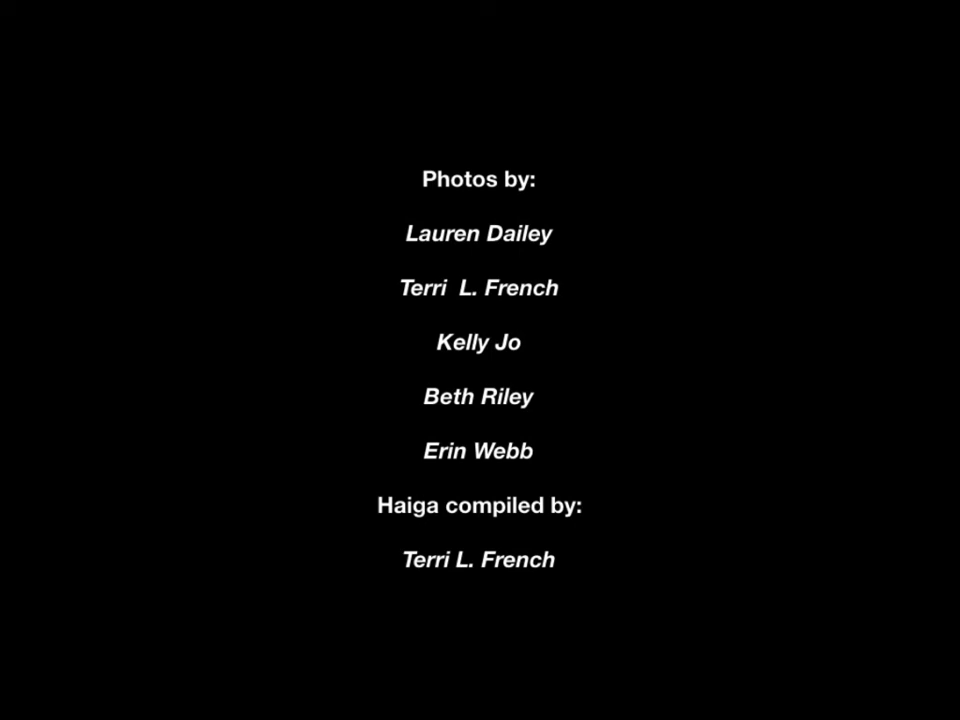 Photos by:
Lauren Dailey
Terri  L. French
Kelly Jo
Beth Riley
Erin Webb
Haiga compiled by:
Terri L. French